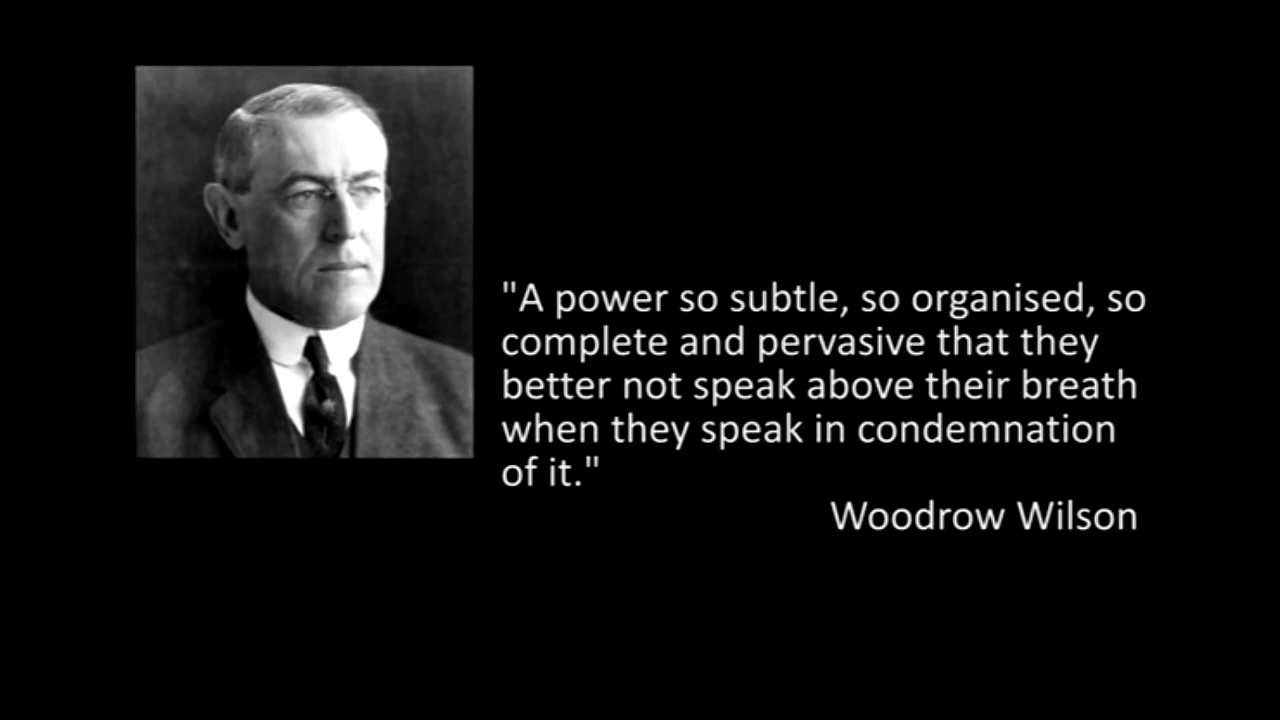 "A power so subtle, so organised, so
complete and pervasive that they
better not speak above their breath
when they speak in condemnation
of it."
Woodrow Wilson